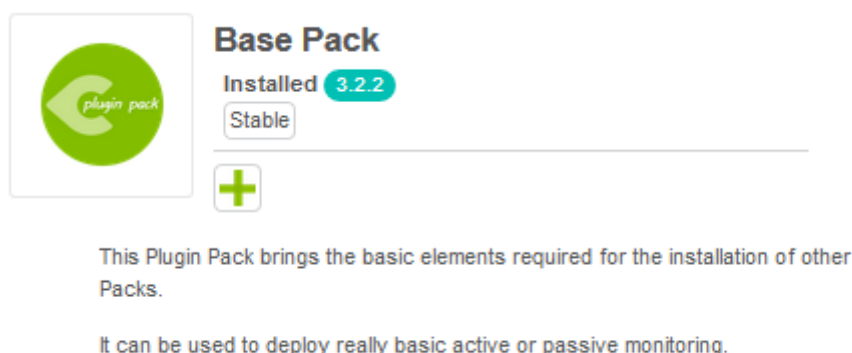 Base Pack
Installed 3.2.2
plugin pack
Stable
This Plugin Pack brings the basic elements required for the installation of other
Packs.
It can be used to deploy really basic active or passive monitoring.